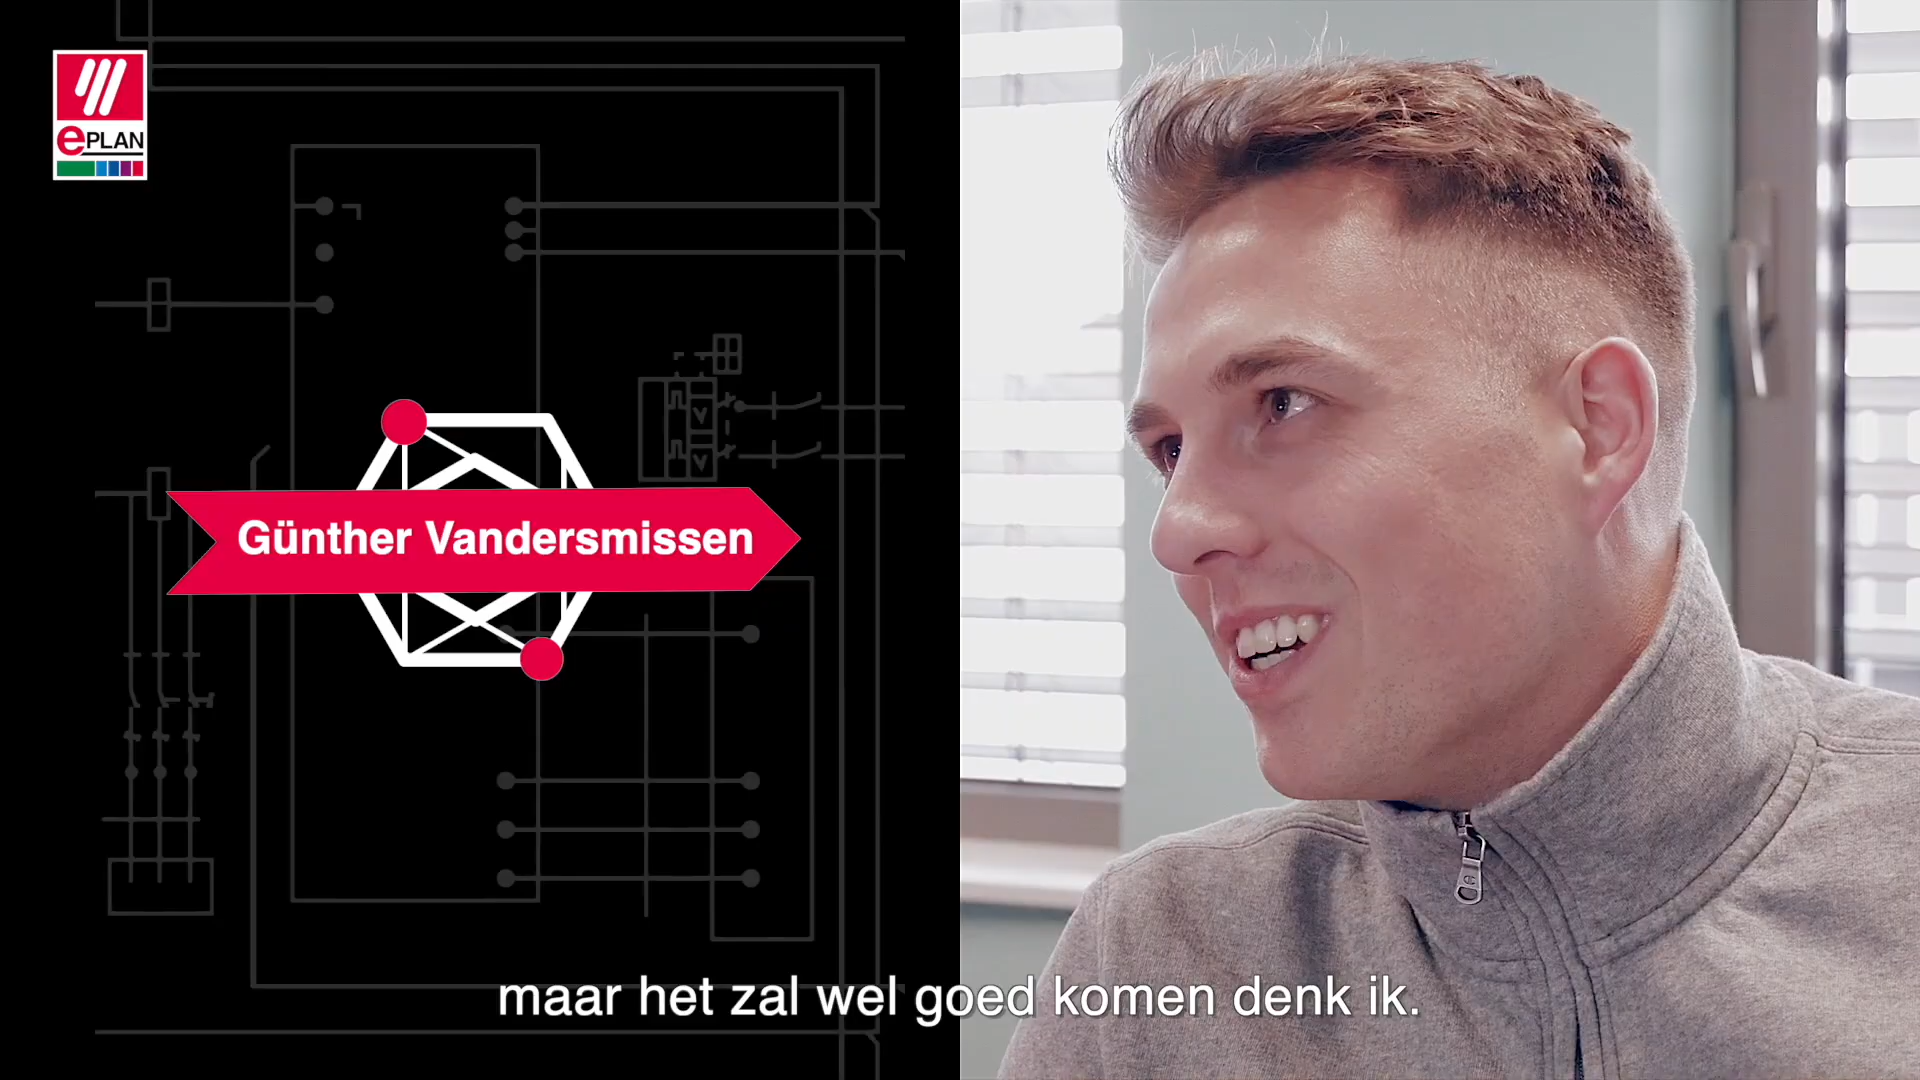 ePLAN
Günther Vandersmissen
maar het zal wel goed komen denk ik.